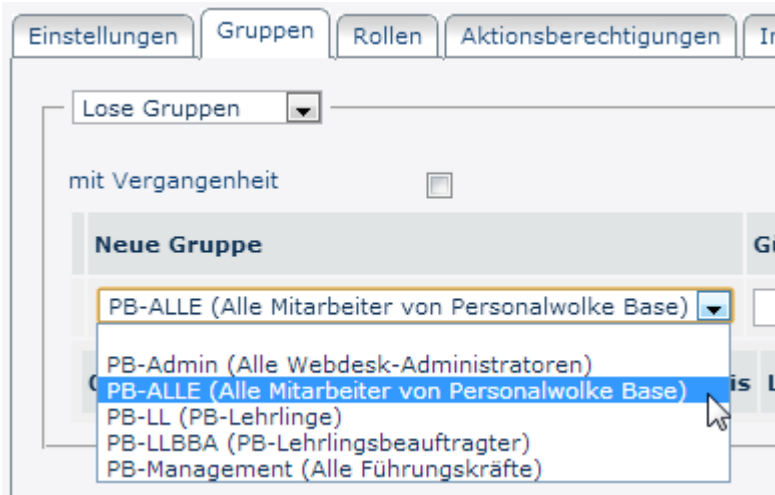 Einstellungen Gruppen Rollen Aktionsberechtigungen
Lose Gruppen
mit Vergangenheit
Neue Gruppe
PB-ALLE (Alle Mitarbeiter von Personalwolke Base)
PB-Admin (Alle Webdesk-Administratoren)
PB-ALLE (Alle Mitarbeiter von Personalwolke Base)
PB-LL (PB-Lehrlinge)
PB-LLBBA (PB-Lehrlingsbeauftragter)
PB-Management (Alle Führungskräfte)